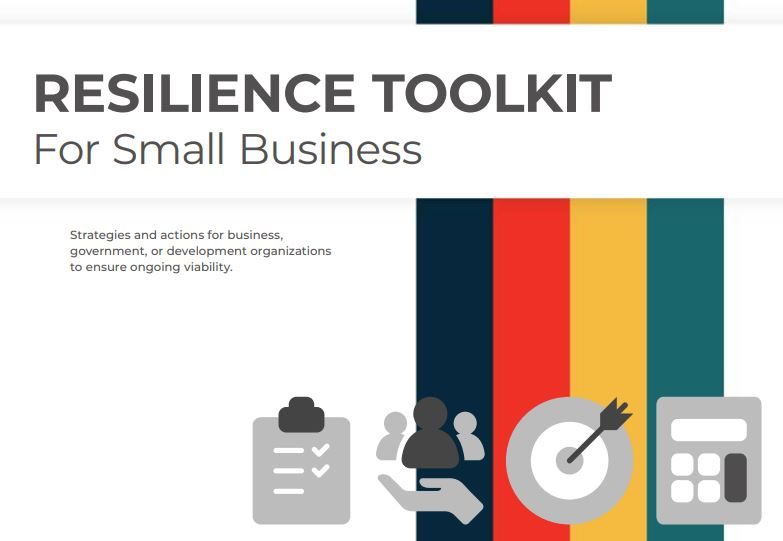 RESILIENCE TOOLKIT
For Small Business
Strategies and actions for business,
government, or development organizations
to ensure ongoing viability.